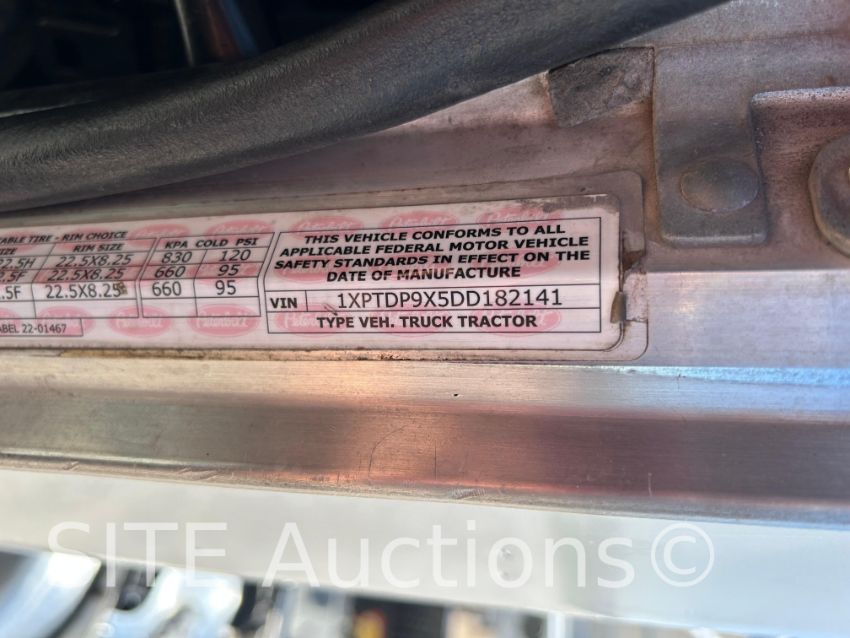 ABLE TIRE - RIM CHOICE
RIM SIZE KPA COLD PSI
22.5H 22.5X8.25 830 120
.5F 22.5X8.25 660 95
.5F 22.5X8.25 660 95
ABEL 22-01467
THIS VEHICLE CONFORMS TO ALL
APPLICABLE FEDERAL MOTOR VEHICLE
SAFETY STANDARDS IN EFFECT ON THE
DATE OF MANUFACTURE
VIN 1XPTDP9X5DD182141
TYPE VEH. TRUCK TRACTOR
SITE Auctions©